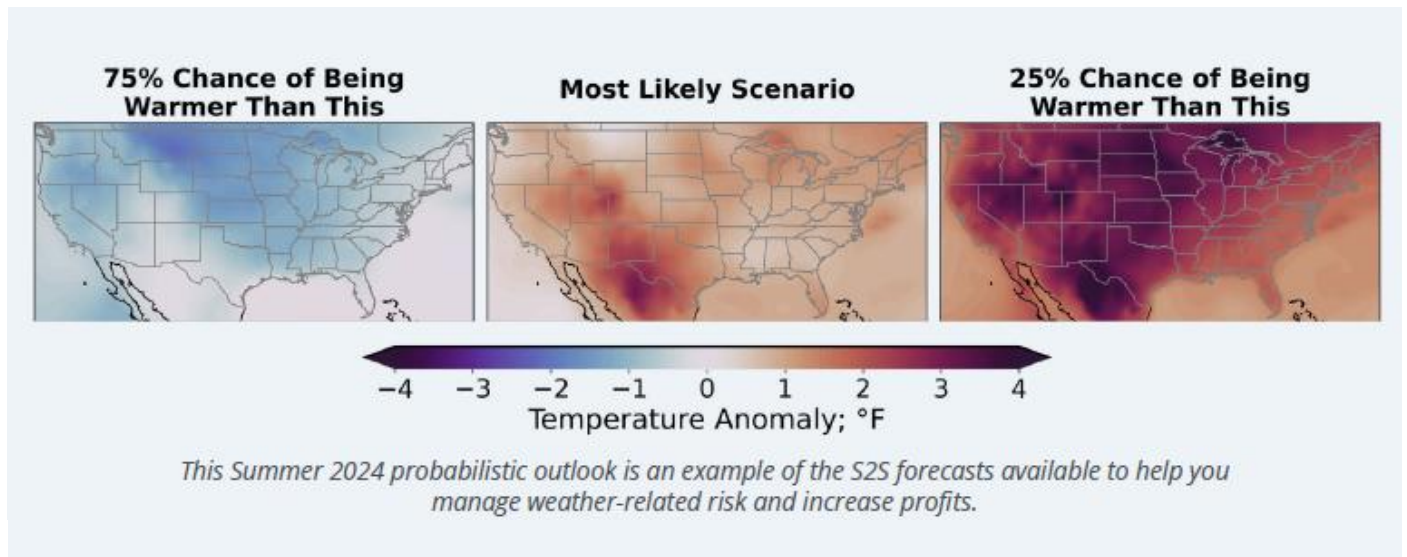 75% Chance of Being
Warmer Than This
Most Likely Scenario
25% Chance of Being
Warmer Than This
−4 −3 −2 −1 0 1 2 3 4
Temperature Anomaly; °F
This Summer 2024 probabilistic outlook is an example of the S2S forecasts available to help you
manage weather-related risk and increase profits.